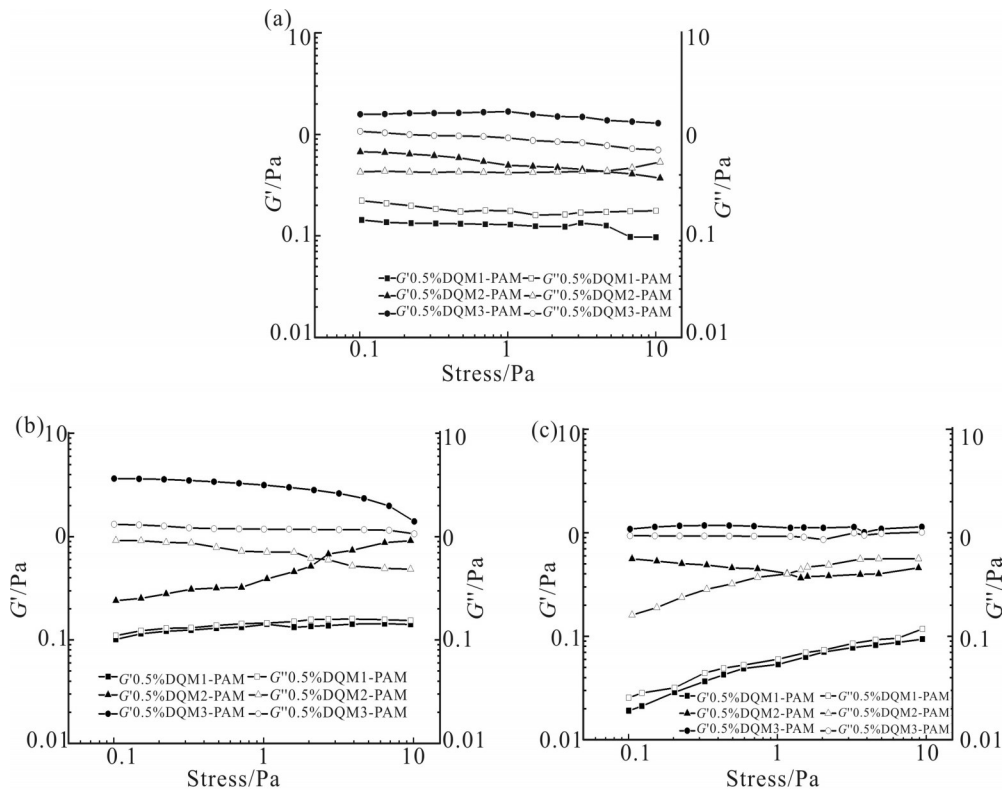 (a)
10
10
0
0
G'/Pa
G''/Pa
0.1
0.1
G'0.5%DQM1-PAM G''0.5%DQM1-PAM
G'0.5%DQM2-PAM G''0.5%DQM2-PAM
G'0.5%DQM3-PAM G''0.5%DQM3-PAM
0.01
0.01
0.1 1 10
Stress/Pa
(b)
10
10
0
0
G'/Pa
G''/Pa
0.1
0.1
G'0.5%DQM1-PAM G''0.5%DQM1-PAM
G'0.5%DQM2-PAM G''0.5%DQM2-PAM
G'0.5%DQM3-PAM G''0.5%DQM3-PAM
0.01
0.01
0.1 1 10
Stress/Pa
(c)
10
10
0
0
G'/Pa
G''/Pa
0.1
0.1
G'0.5%DQM1-PAM G''0.5%DQM1-PAM
G'0.5%DQM2-PAM G''0.5%DQM2-PAM
G'0.5%DQM3-PAM G''0.5%DQM3-PAM
0.01
0.01
0.1 1 10
Stress/Pa